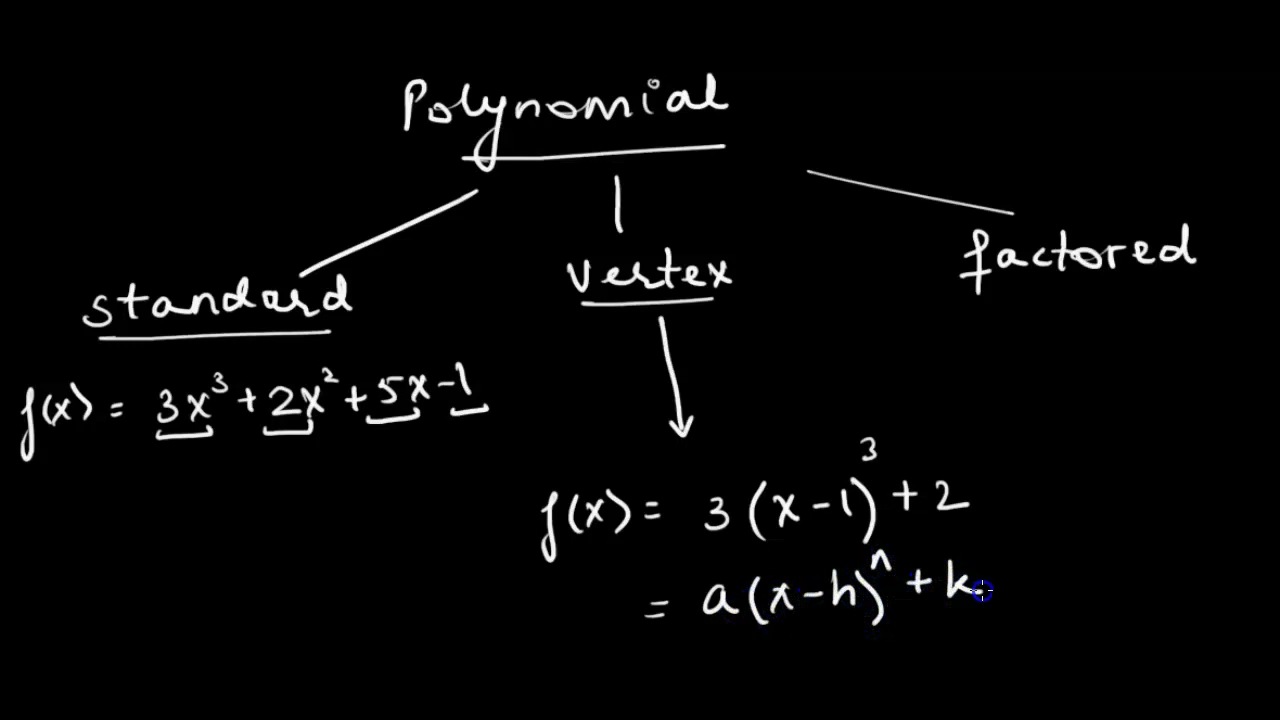 Polynomial
standard
vertex
factored
f(x) = 3x³ + 2x² + 5x - 1
f(x) = 3(x-1)³ + 2
= a(x-h)ⁿ + k